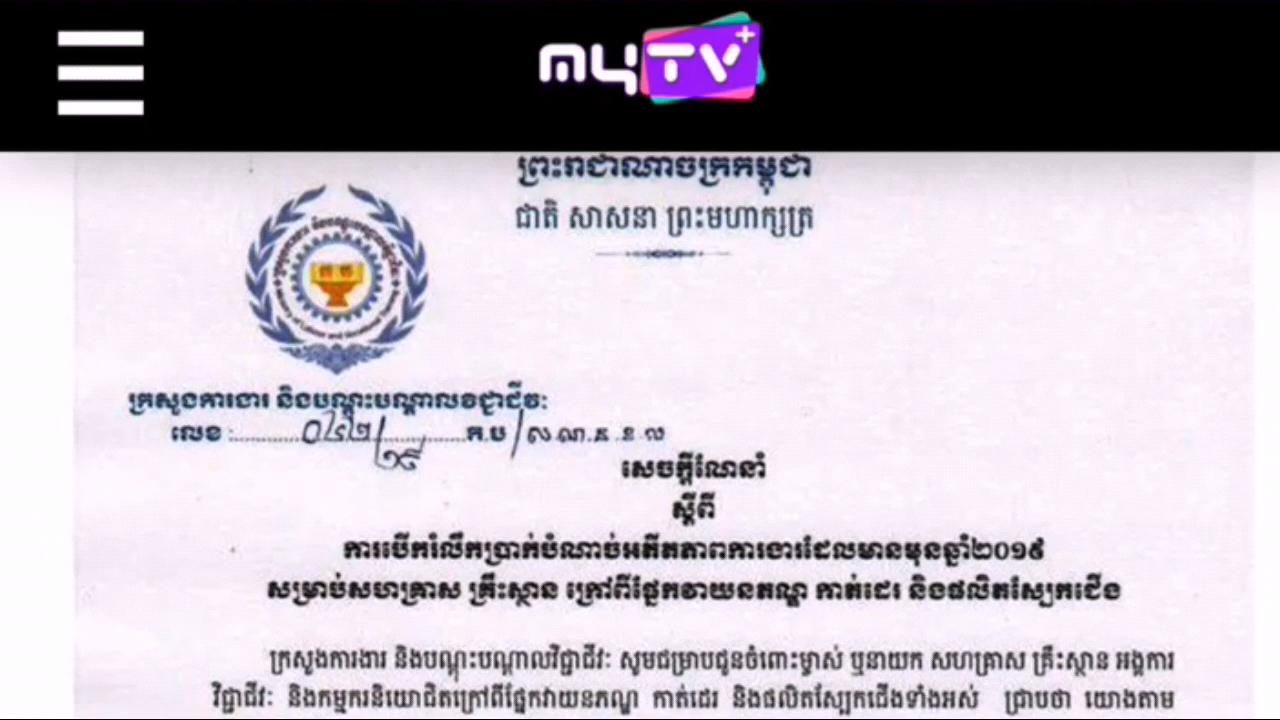 myTV+
ព្រះរាជាណាចក្រកម្ពុជា
ជាតិ សាសនា ព្រះមហាក្សត្រ
ក្រសួងការងារ និងបណ្តុះបណ្តាលវិជ្ជាជីវៈ
លេខ :......០៤២/១៩......ក.ប/ល.ណ.គ.ខ.ល
សេចក្តីណែនាំ
ស្តីពី
ការបើករំលឹកប្រាក់បំណាច់អតីតភាពការងារដែលមានមុនឆ្នាំ២០១៩
សម្រាប់សហគ្រាស គ្រឹះស្ថាន ក្រៅពីផ្នែកវាយនភណ្ឌ កាត់ដេរ និងផលិតស្បែកជើង
ក្រសួងការងារ និងបណ្តុះបណ្តាលវិជ្ជាជីវៈ សូមជម្រាបជូនចំពោះម្ចាស់ ឬនាយក សហគ្រាស គ្រឹះស្ថាន អង្គការ
វិជ្ជាជីវៈ និងកម្មករនិយោជិតក្រៅពីផ្នែកវាយនភណ្ឌ កាត់ដេរ និងផលិតស្បែកជើងទាំងអស់ ជ្រាបថា យោងតាម